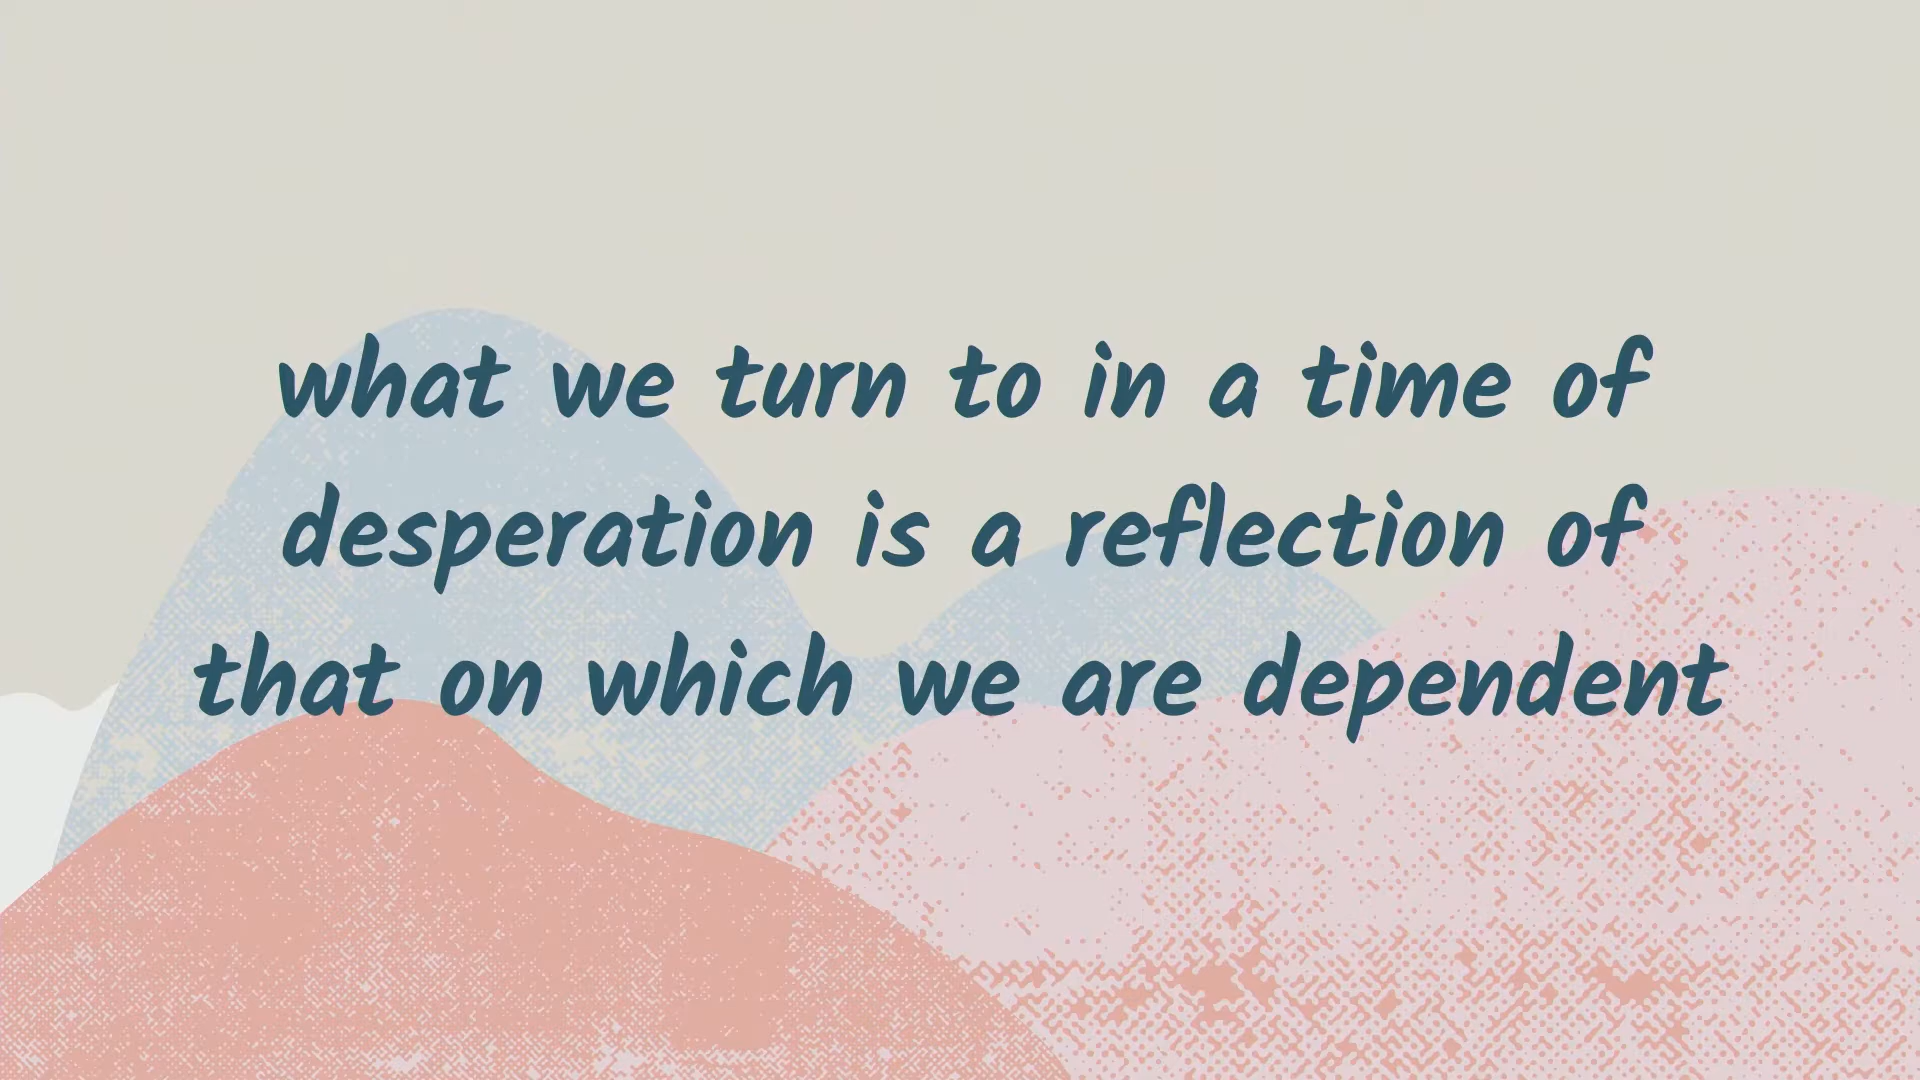 what we turn to in a time of
desperation is a reflection of
that on which we are dependent